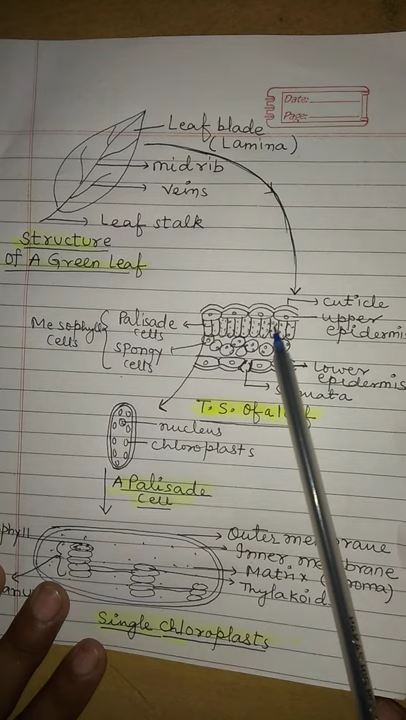 Date:
Page:
Leaf blade
(Lamina)
midrib
veins
Leaf stalk
Structure
of A Green Leaf
cuticle
upper
epidermis
Mesophyll
cells
Palisade
cells
spongy
cells
Lower
epidermis
T.S. of a
nucleus
chloroplasts
A Palisade
Cell
Outer membrane
Inner membrane
Matrix
Thylakoid
Single chloroplasts